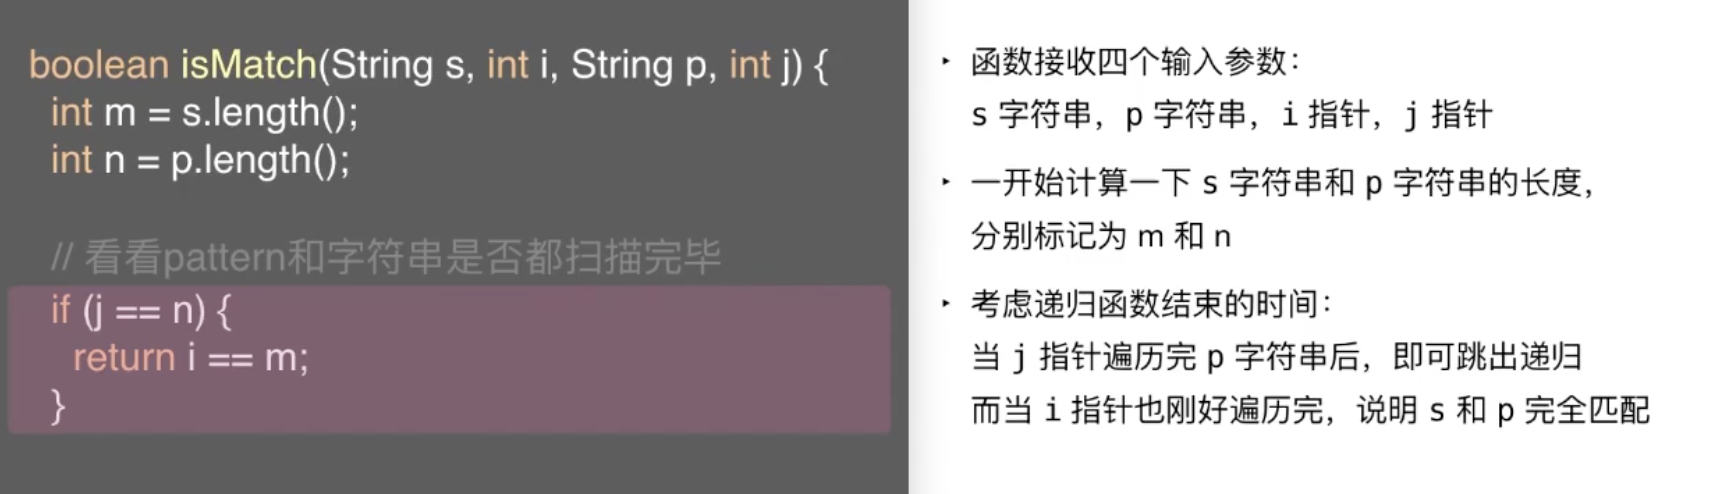 boolean isMatch(String s, int i, String p, int j) {
int m = s.length();
int n = p.length();
// 看看pattern和字符串是否都扫描完毕
if (j == n) {
return i == m;
}
‣ 函数接收四个输入参数：
s 字符串，p 字符串，i 指针，j 指针
‣ 一开始计算一下 s 字符串和 p 字符串的长度，
分别标记为 m 和 n
‣ 考虑递归函数结束的时间：
当 j 指针遍历完 p 字符串后，即可跳出递归
而当 i 指针也刚好遍历完，说明 s 和 p 完全匹配